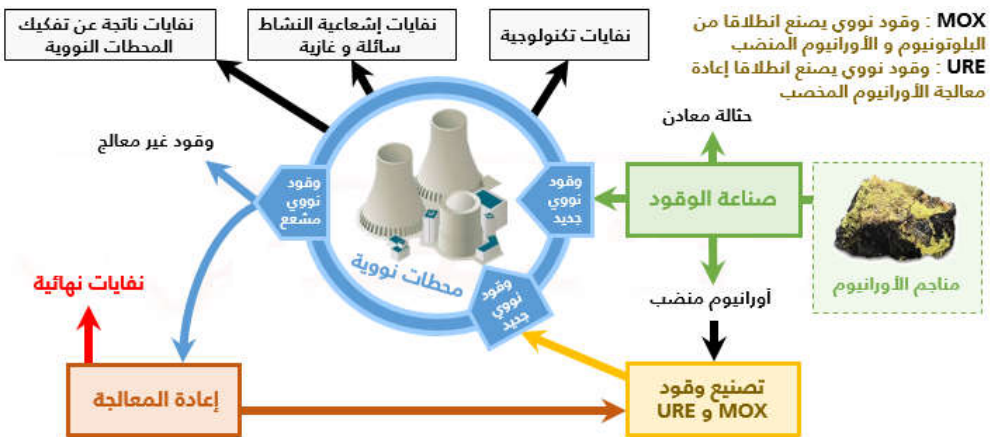 MOX : وقود نووي يصنع انطلاقا من
البلوتونيوم و الأورانيوم المنضب
URE : وقود نووي يصنع انطلاقا إعادة
معالجة الأورانيوم المخصب
نفايات تكنولوجية
نفايات إشعاعية النشاط
سائلة و غازية
نفايات ناتجة عن تفكيك
المحطات النووية
حثالة معادن
وقود غير معالج
صناعة الوقود
مناجم الأورانيوم
وقود
نووي
جديد
وقود
نووي
مشعع
محطات نووية
وقود
نووي
جديد
أورانيوم منضب
نفايات نهائية
تصنيع وقود
MOX و URE
إعادة المعالجة